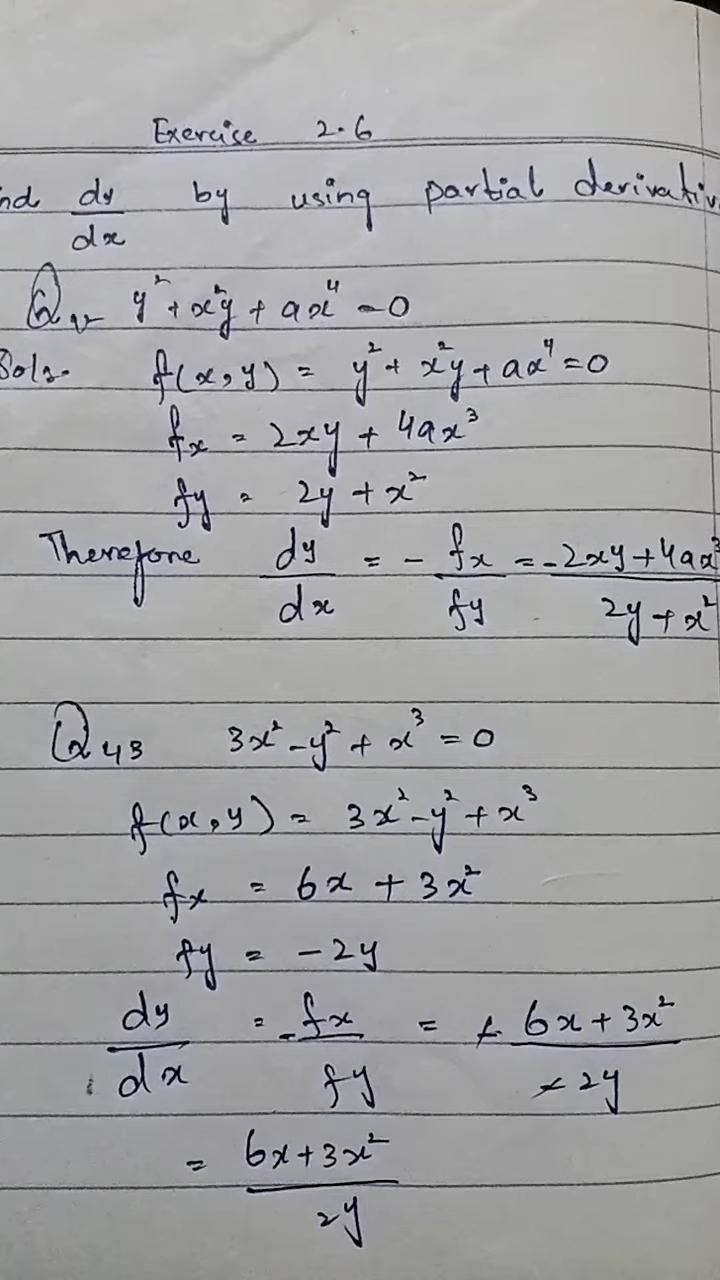 Exercise 2.6
nd dy/dx by using partial derivativ
Q y² + x²y + ax⁴ = 0
Sol:- f(x,y) = y² + x²y + ax⁴ = 0
fx = 2xy + 4ax³
fy = 2y + x²
Therefore dy/dx = - fx/fy = - 2xy + 4ax³/2y + x²
Q 3x² - y² + x³ = 0
f(x,y) = 3x² - y² + x³
fx = 6x + 3x²
fy = -2y
dy/dx = - fx/fy = - 6x + 3x²/- 2y
= 6x + 3x²/2y